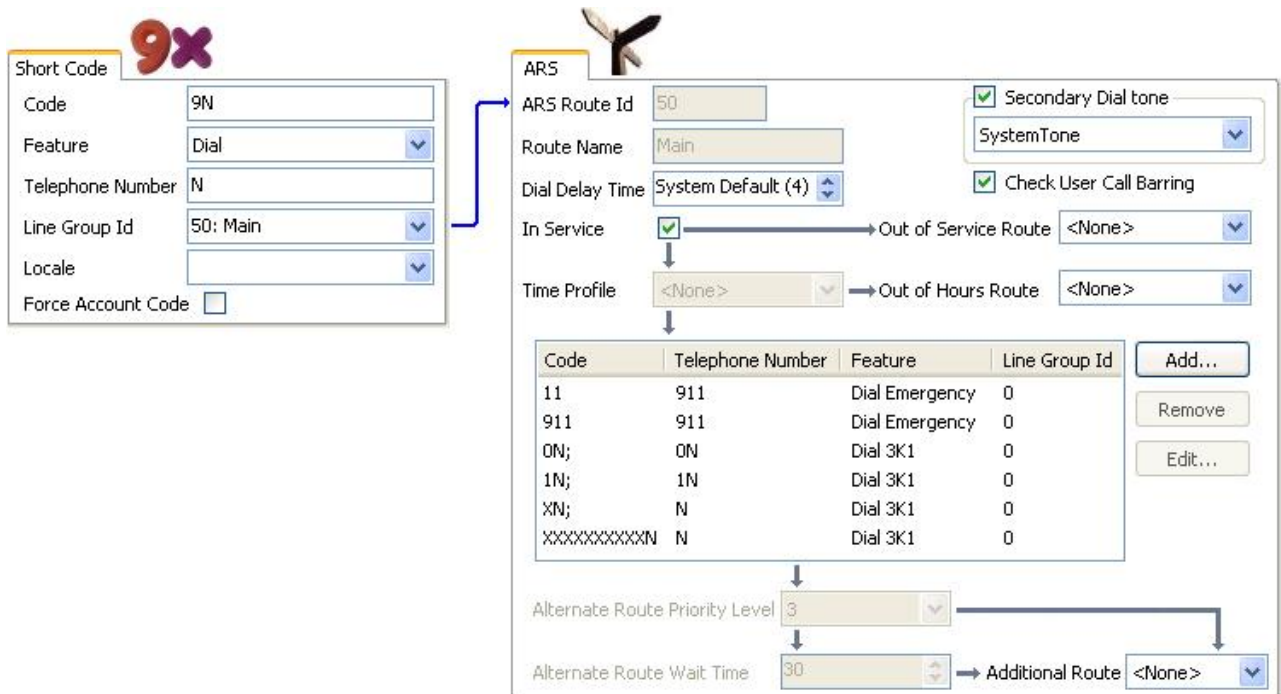 9x
Short Code
Code 9N
Feature Dial
Telephone Number N
Line Group Id 50: Main
Locale
Force Account Code
ARS
ARS Route Id 50
Secondary Dial tone
SystemTone
Route Name Main
Dial Delay Time System Default (4)
Check User Call Barring
In Service Out of Service Route <None>
Time Profile <None> Out of Hours Route <None>
Code Telephone Number Feature Line Group Id
11 911 Dial Emergency 0
911 911 Dial Emergency 0
0N; 0N Dial 3K1 0
1N; 1N Dial 3K1 0
XN; N Dial 3K1 0
XXXXXXXXXXN N Dial 3K1 0
Add...
Remove
Edit...
Alternate Route Priority Level 3
Alternate Route Wait Time 30 Additional Route <None>